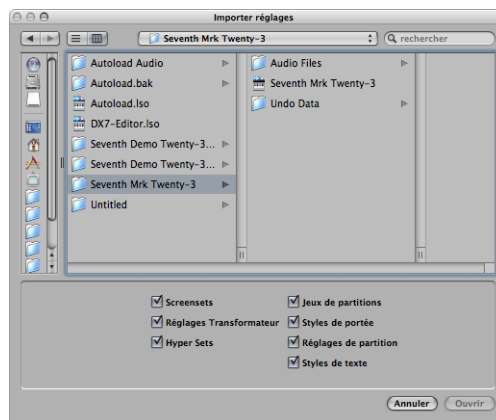 Importer réglages
Seventh Mrk Twenty-3
rechercher
Autoload Audio
Autoload.bak
Autoload.lso
DX7-Editor.lso
Seventh Demo Twenty-3...
Seventh Demo Twenty-3...
Seventh Mrk Twenty-3
Untitled
Audio Files
Seventh Mrk Twenty-3
Undo Data
Screensets
Réglages Transformateur
Hyper Sets
Jeux de partitions
Styles de portée
Réglages de partition
Styles de texte
Annuler
Ouvrir